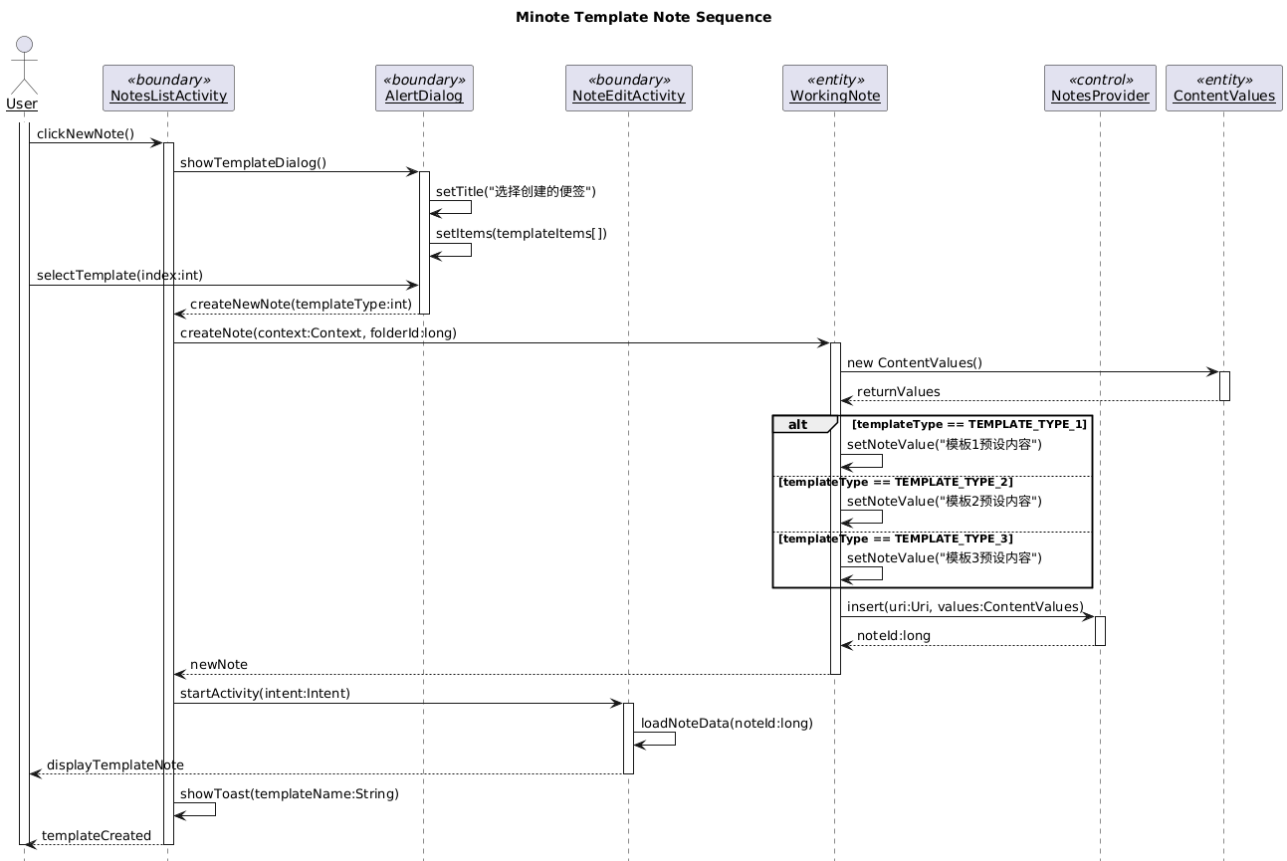 Minote Template Note Sequence
User
«boundary»
NotesListActivity
«boundary»
AlertDialog
«boundary»
NoteEditActivity
«entity»
WorkingNote
«control»
NotesProvider
«entity»
ContentValues
clickNewNote()
showTemplateDialog()
setTitle("选择创建的便签")
setItems(templateItems[])
selectTemplate(index:int)
createNewNote(templateType:int)
createNote(context:Context, folderId:long)
new ContentValues()
returnValues
alt [templateType == TEMPLATE_TYPE_1]
setNoteValue("模板1预设内容")
[templateType == TEMPLATE_TYPE_2]
setNoteValue("模板2预设内容")
[templateType == TEMPLATE_TYPE_3]
setNoteValue("模板3预设内容")
insert(uri:Uri, values:ContentValues)
noteId:long
newNote
startActivity(intent:Intent)
loadNoteData(noteId:long)
displayTemplateNote
showToast(templateName:String)
templateCreated